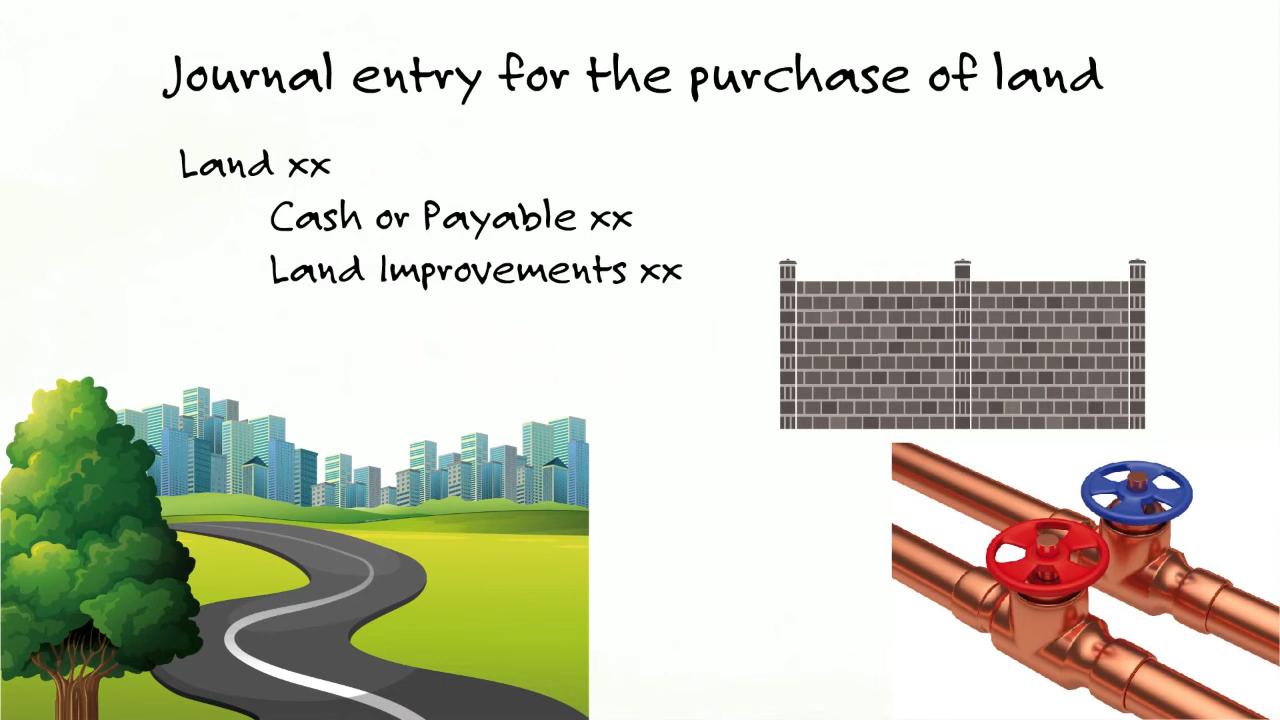 Journal entry for the purchase of land
Land xx
Cash or Payable xx
Land Improvements xx